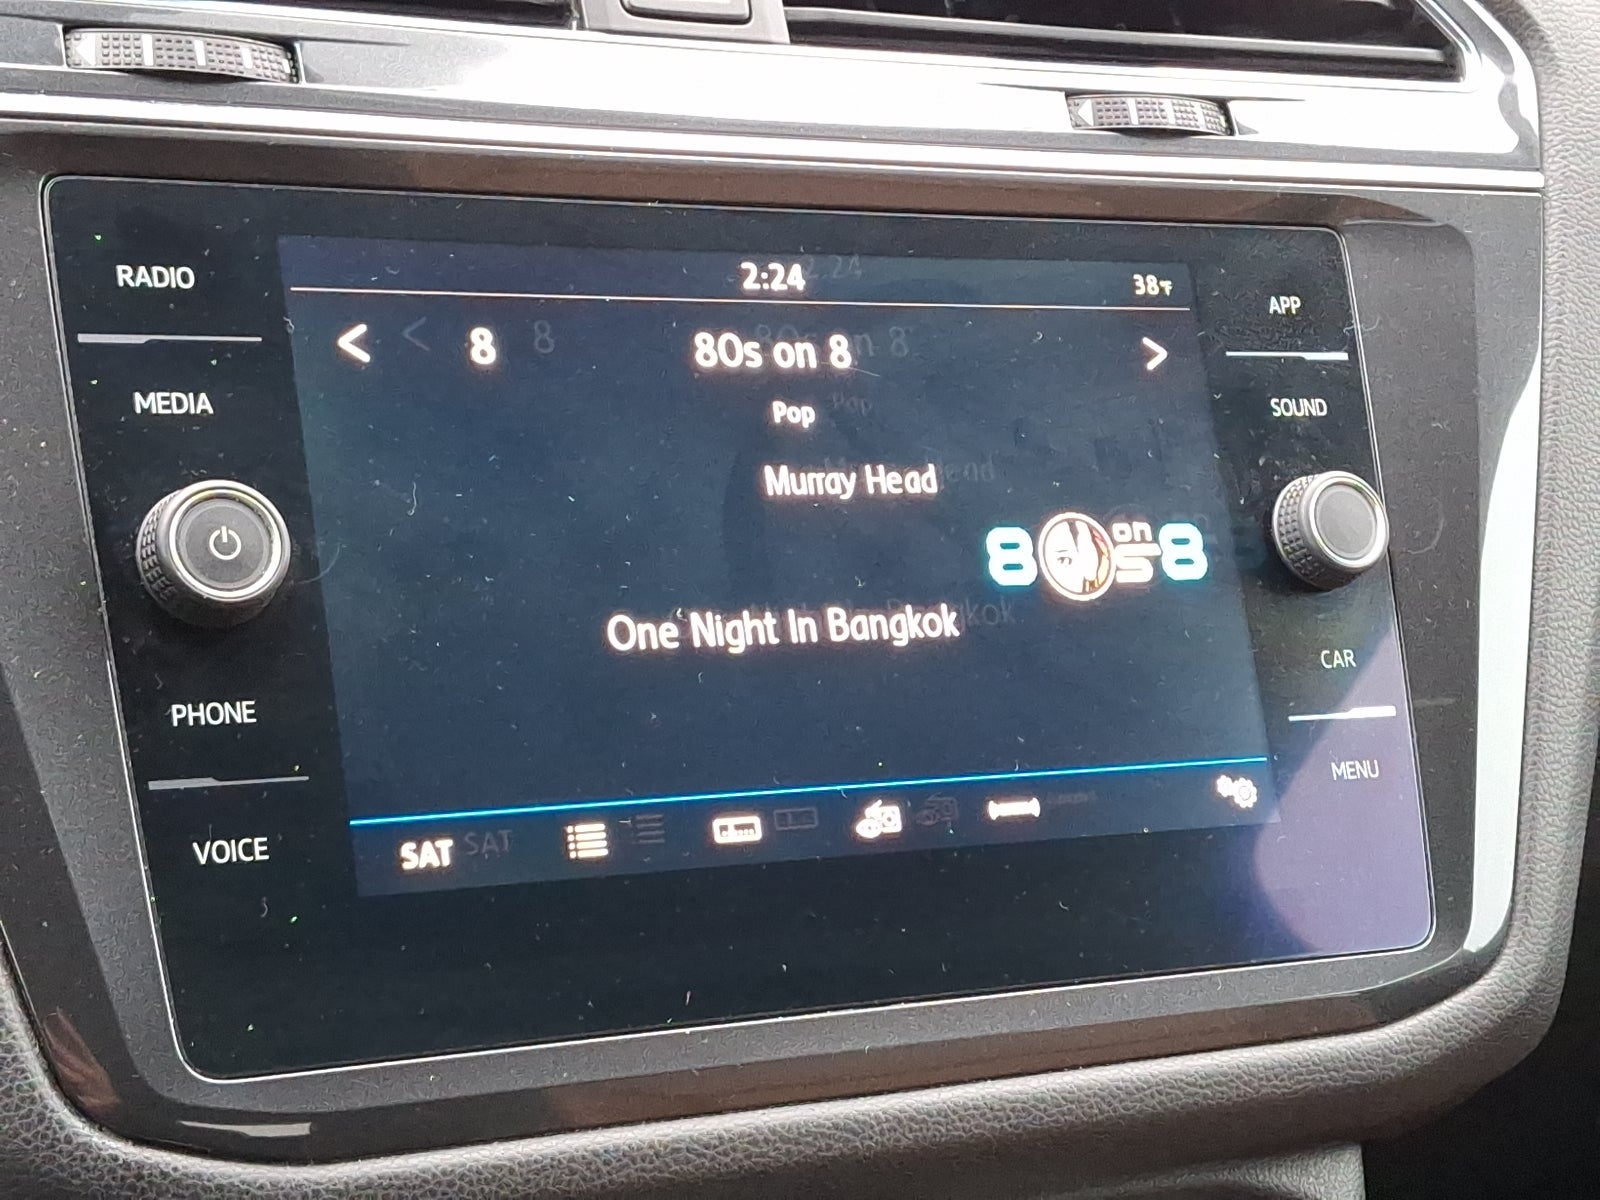 RADIO
MEDIA
PHONE
VOICE
2:24
38°F
8
80s on 8
Pop
Murray Head
80s on 8
One Night In Bangkok
SAT
APP
SOUND
CAR
MENU